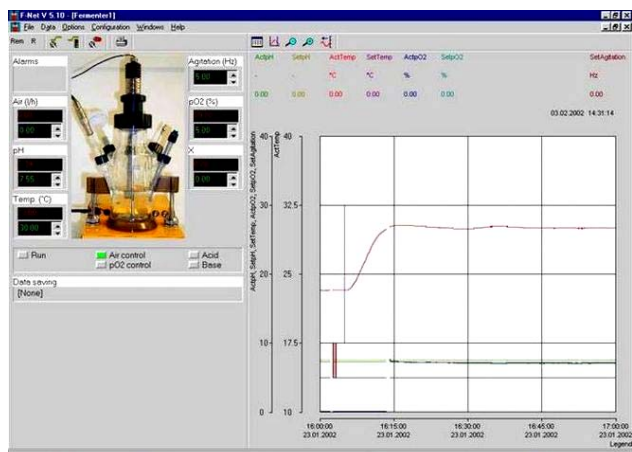 F-Net V 5.10 - [Fermenter1]
File Data Options Configuration Windows Help
Rem R
Alarms
Agitation (Hz)
5.00
Air (l/h)
0.00
pO2 (%)
5.00
pH
7.55
X
0.00
Temp. (°C)
30.00
Run Air control Acid
pO2 control Base
Data saving
[None]
ActpH SetpH ActTemp SetTemp ActpO2 SetpO2 SetAgitation
- - °C °C % % Hz
0.00 0.00 0.00 0.00 0.00 0.00 0.00
03.02.2002 14:31:14
ActpH, SetpH, SetTemp, ActpO2, SetpO2, SetAgitation
ActTemp
40 40
30 32.5
20 25
10 17.5
0 10
16:00:00 16:15:00 16:30:00 16:45:00 17:00:00
23.01.2002 23.01.2002 23.01.2002 23.01.2002 23.01.2002
Legend